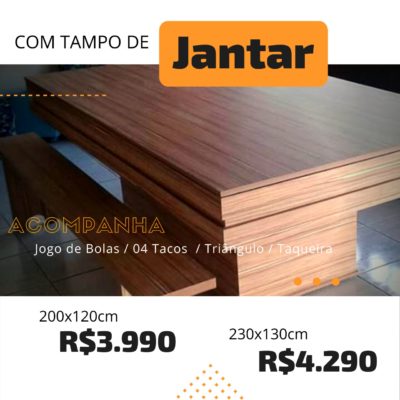 COM TAMPO DE Jantar
ACOMPANHA
Jogo de Bolas / 04 Tacos / Triângulo / Taqueira
200x120cm
R$3.990
230x130cm
R$4.290